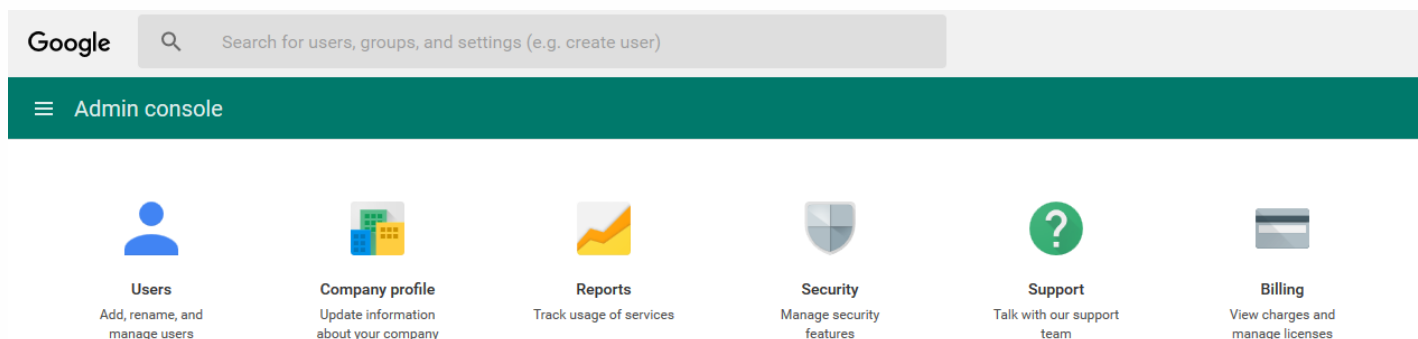 Google
Search for users, groups, and settings (e.g. create user)
Admin console
Users
Add, rename, and
manage users
Company profile
Update information
about your company
Reports
Track usage of services
Security
Manage security
features
Support
Talk with our support
team
Billing
View charges and
manage licenses